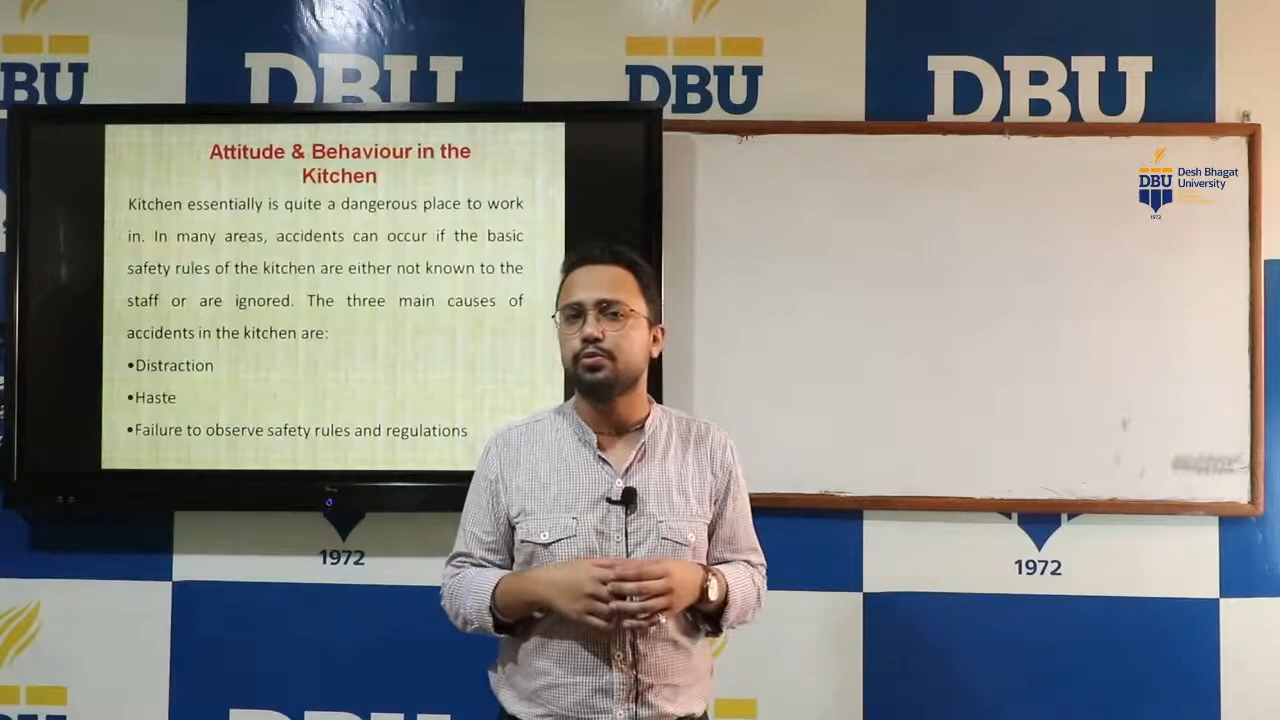 DBU
DBU
DBU
DBU
Attitude & Behaviour in the
Kitchen
Kitchen essentially is quite a dangerous place to work
in. In many areas, accidents can occur if the basic
safety rules of the kitchen are either not known to the
staff or are ignored. The three main causes of
accidents in the kitchen are:
•Distraction
•Haste
•Failure to observe safety rules and regulations
DBU
Desh Bhagat
University
1972
1972
1972